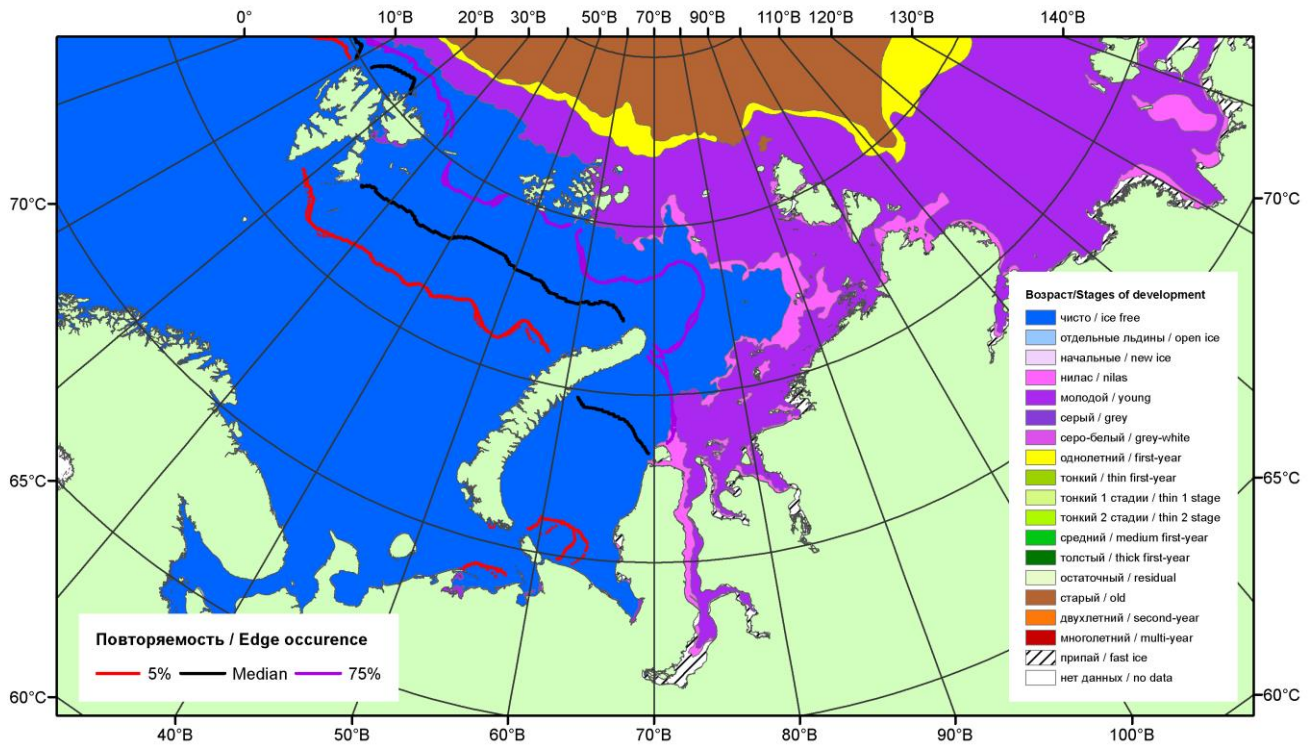 0° 10°В 20°В 30°В 50°В 70°В 90°В 110°В 120°В 130°В 140°В
70°С 70°С
Возраст/Stages of development
чисто / ice free
отдельные льдины / open ice
начальные / new ice
нилас / nilas
молодой / young
серый / grey
серо-белый / grey-white
однолетний / first-year
65°С 65°С
тонкий / thin first-year
тонкий 1 стадии / thin 1 stage
тонкий 2 стадии / thin 2 stage
средний / medium first-year
толстый / thick first-year
остаточный / residual
старый / old
двухлетний / second-year
многолетний / multi-year
припай / fast ice
нет данных / no data
Повторяемость / Edge occurence
5% Median 75%
60°С 60°С
40°В 50°В 60°В 70°В 80°В 90°В 100°В